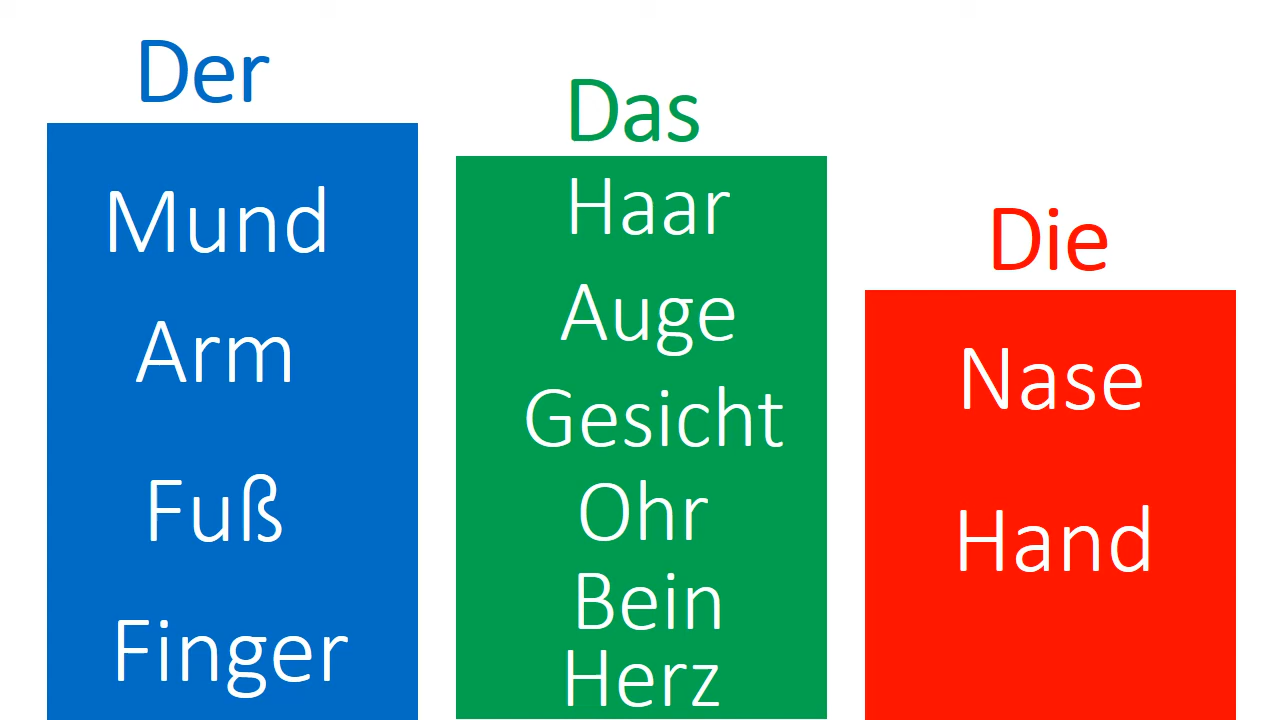 Der
Mund
Arm
Fuß
Finger
Das
Haar
Auge
Gesicht
Ohr
Bein
Herz
Die
Nase
Hand